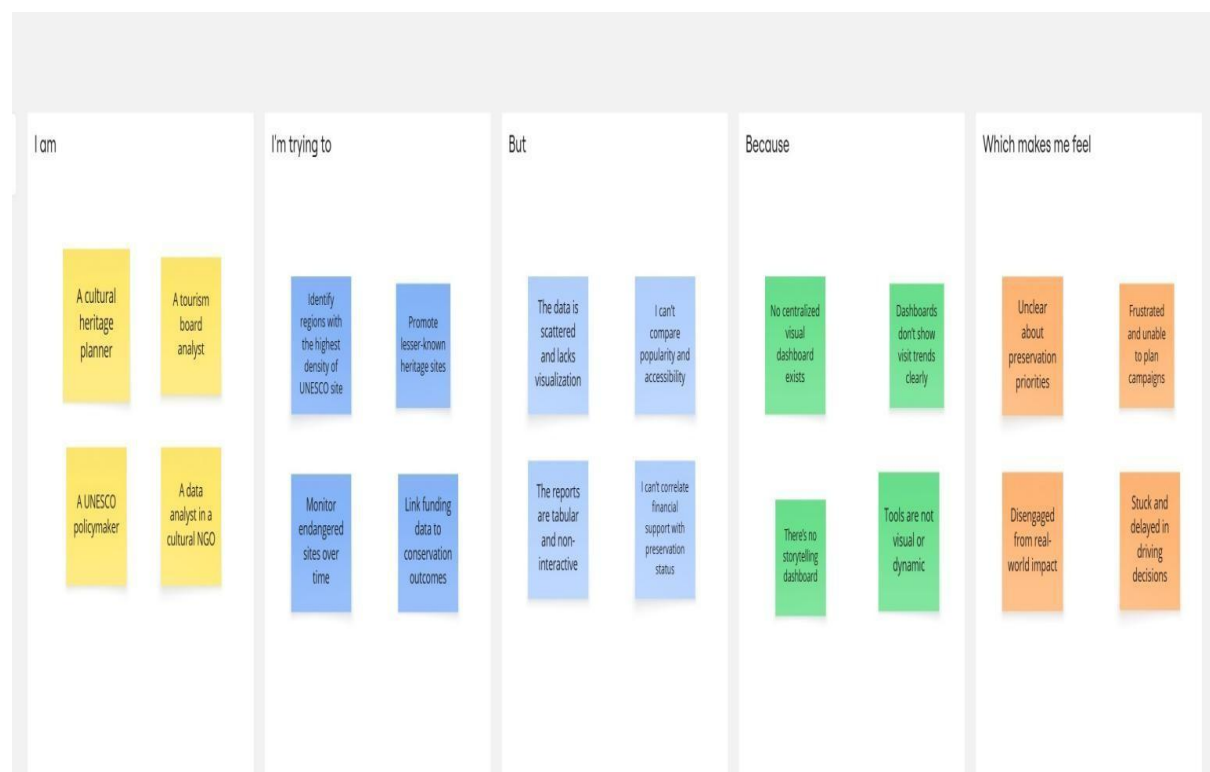 I am
I'm trying to
But
Because
Which makes me feel
A cultural
heritage
planner
A tourism
board
analyst
A UNESCO
policymaker
A data
analyst in a
cultural NGO
Identify
regions with
the highest
density of
UNESCO site
Promote
lesser-known
heritage sites
Monitor
endangered
sites over
time
Link funding
data to
conservation
outcomes
The data is
scattered
and lacks
visualization
I can't
compare
popularity and
accessibility
The reports
are tabular
and non-
interactive
I can't correlate
financial
support with
preservation
status
No centralized
visual
dashboard
exists
Dashboards
don't show
visit trends
clearly
There's no
storytelling
dashboard
Tools are not
visual or
dynamic
Unclear
about
preservation
priorities
Frustrated
and unable
to plan
campaigns
Disengaged
from real-
world impact
Stuck and
delayed in
driving
decisions